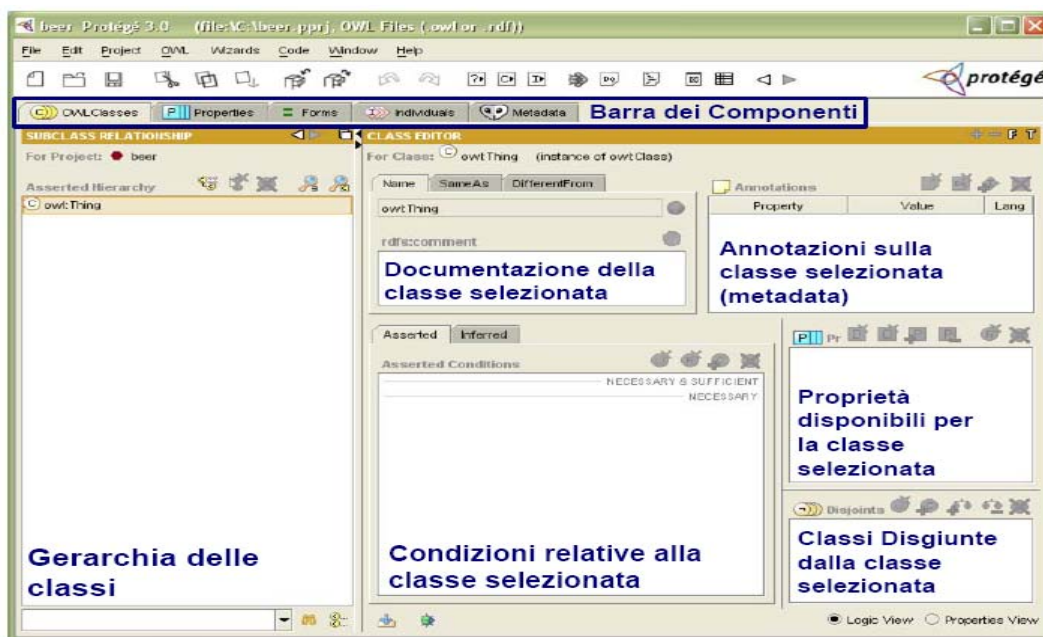 beer Protégé 3.0 (file:\C:\beer.pprj, OWL Files (.owl or .rdf))
File Edit Project OWL Wizards Code Window Help
protégé
OWLClasses Properties Forms Individuals Metadata Barra dei Componenti
SUBCLASS RELATIONSHIP
For Project: beer
Asserted Hierarchy
owl:Thing
Gerarchia delle
classi
CLASS EDITOR
For Class: owl:Thing (instance of owl:Class)
Name SameAs DifferentFrom
owl:Thing
rdfs:comment
Documentazione della
classe selezionata
Annotations
Property Value Lang
Annotazioni sulla
classe selezionata
(metadata)
Asserted Inferred
Asserted Conditions
NECESSARY & SUFFICIENT
NECESSARY
Condizioni relative alla
classe selezionata
Pr
Proprietà
disponibili per
la classe
selezionata
Disjoints
Classi Disgiunte
dalla classe
selezionata
Logic View Properties View